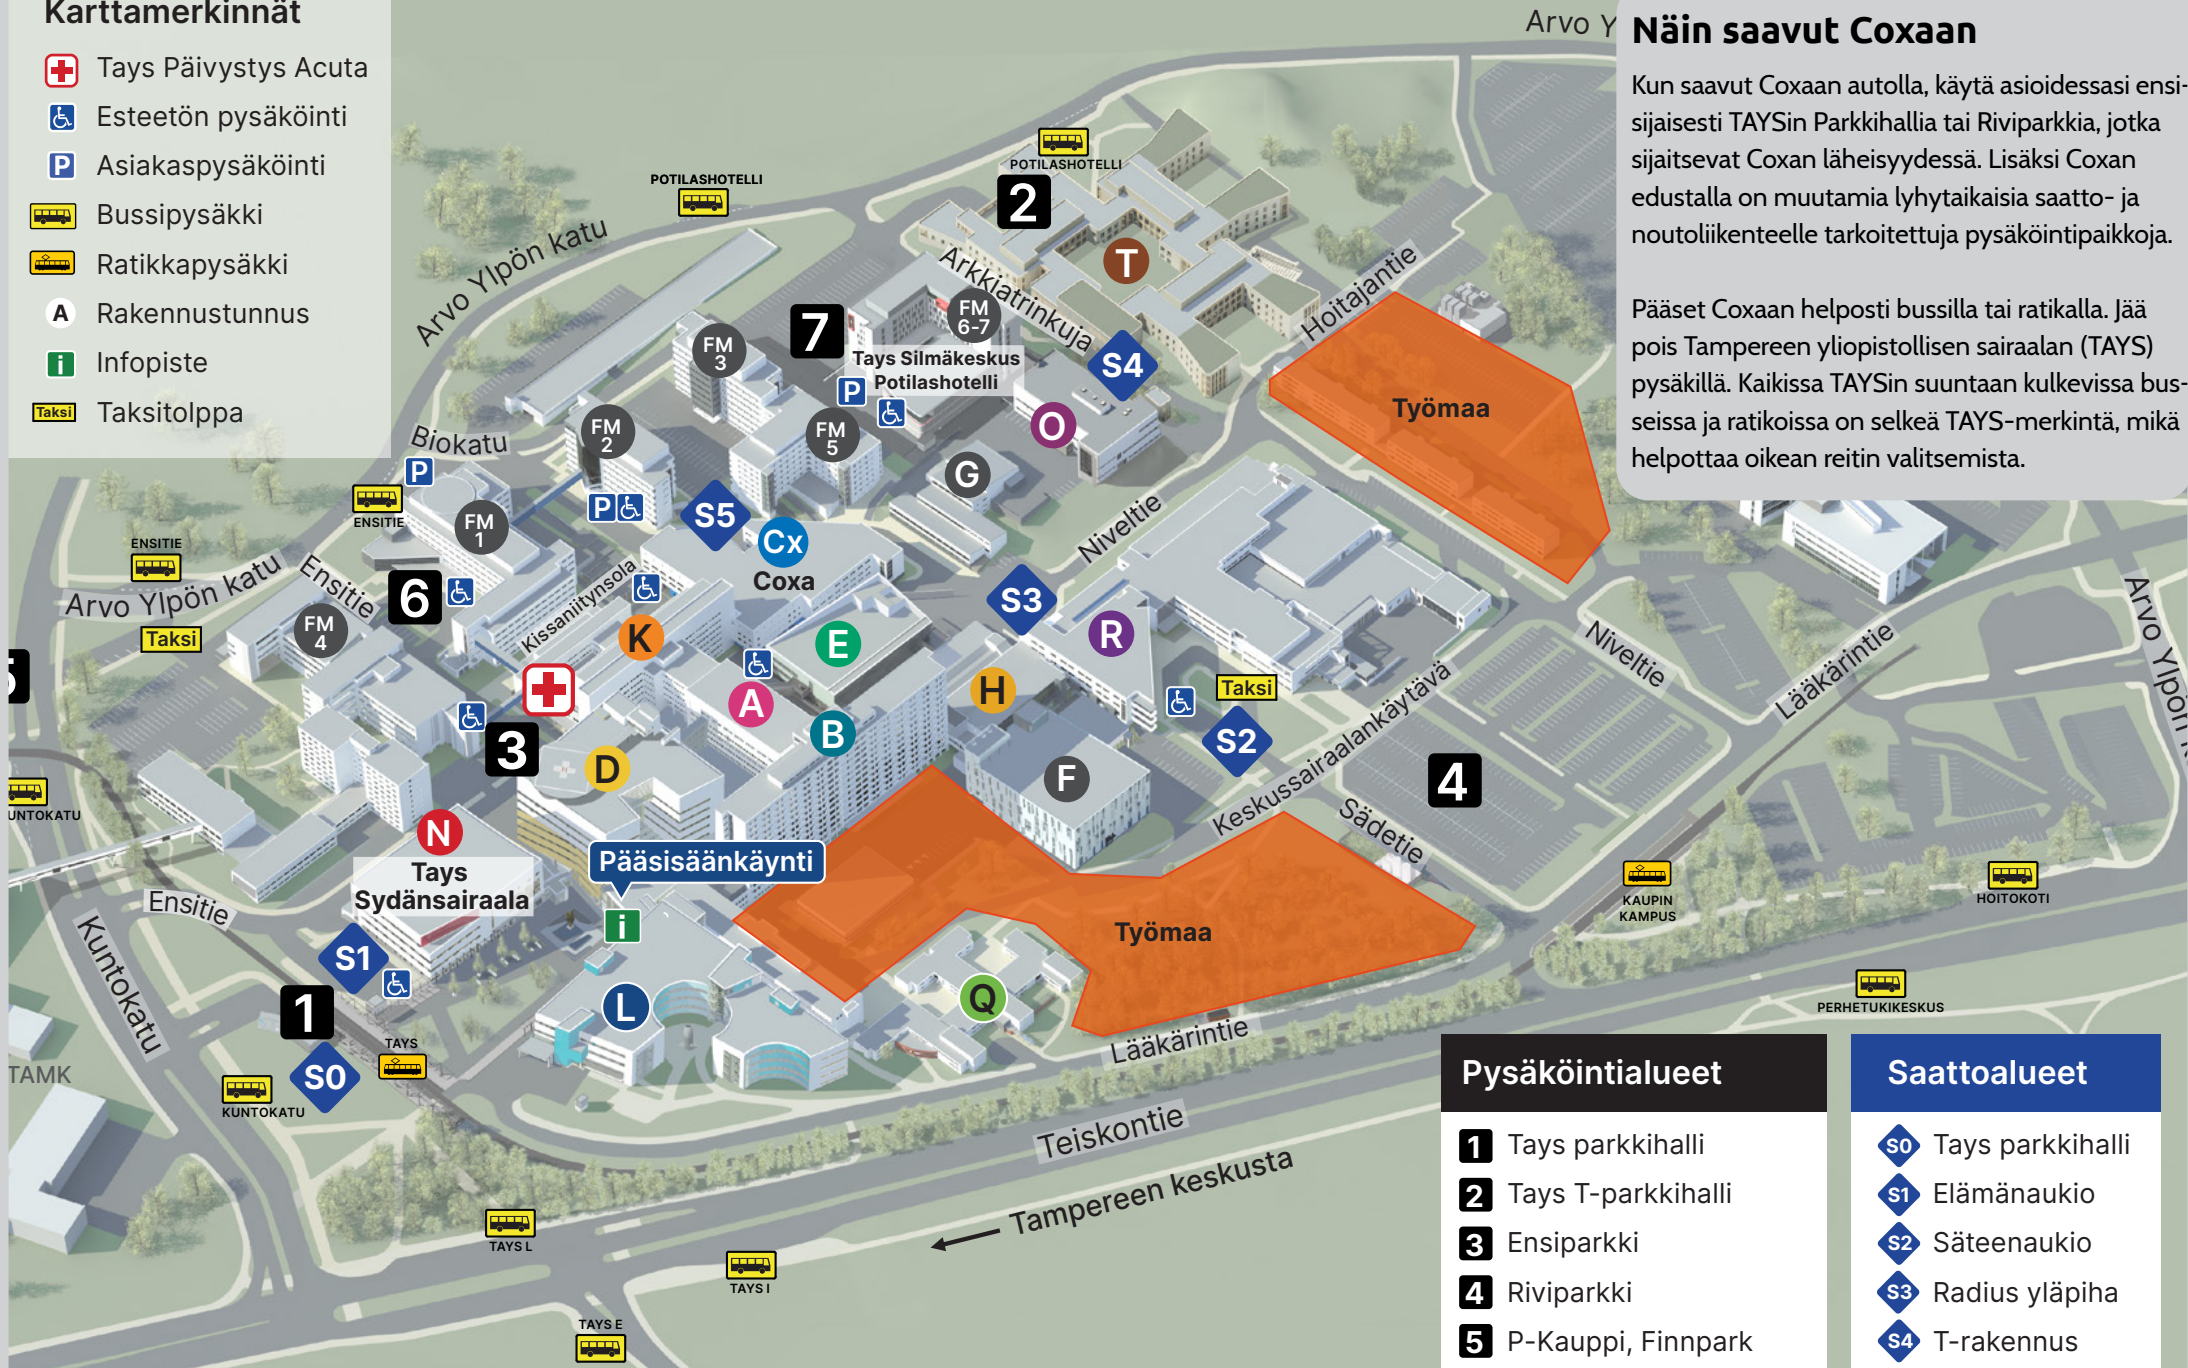 Karttamerkinnät
Tays Päivystys Acuta
Esteetön pysäköinti
P Asiakaspysäköinti
Bussipysäkki
Ratikkapysäkki
A Rakennustunnus
i Infopiste
Taksi Taksitolppa
Näin saavut Coxaan
Kun saavut Coxaan autolla, käytä asioidessasi ensi-
sijaisesti TAYSin Parkkihallia tai Riviparkkia, jotka
sijaitsevat Coxan läheisyydessä. Lisäksi Coxan
edustalla on muutamia lyhytaikaisia saatto- ja
noutoliikenteelle tarkoitettuja pysäköintipaikkoja.
Pääset Coxaan helposti bussilla tai ratikalla. Jää
pois Tampereen yliopistollisen sairaalan (TAYS)
pysäkillä. Kaikissa TAYSin suuntaan kulkevissa bus-
seissa ja ratikoissa on selkeä TAYS-merkintä, mikä
helpottaa oikean reitin valitsemista.
Arvo Y
POTILASHOTELLI
POTILASHOTELLI
2
T
Arvo Ylpön katu
Arkkiatrinkuja
Hoitajantie
7
FM
6-7
FM
3
Tays Silmäkeskus
Potilashotelli
S4
P
Työmaa
O
FM
2
FM
5
Biokatu
P
G
ENSITIE
P
S5
FM
1
Cx
Coxa
Niveltie
ENSITIE
Arvo Ylpön katu
Ensitie
6
Kissaniitynsola
S3
Arvo Ylpön
Taksi
FM
4
K
E
R
Niveltie
Lääkärintie
5
A
H
Taksi
B
S2
Keskussairaalankäytävä
3
D
F
4
KUNTOKATU
N
Sädetie
Pääsisäänkäynti
Tays
Sydänsairaala
i
Ensitie
KAUPIN
KAMPUS
HOITOKOTI
Työmaa
Kuntokatu
S1
L
Q
PERHETUKIKESKUS
1
Lääkärintie
TAYS
TAMK
S0
KUNTOKATU
Teiskontie
Tampereen keskusta
TAYS L
TAYS I
TAYS E
Pysäköintialueet
1 Tays parkkihalli
2 Tays T-parkkihalli
3 Ensiparkki
4 Riviparkki
5 P-Kauppi, Finnpark
Saattoalueet
S0 Tays parkkihalli
S1 Elämänaukio
S2 Säteenaukio
S3 Radius yläpiha
S4 T-rakennus